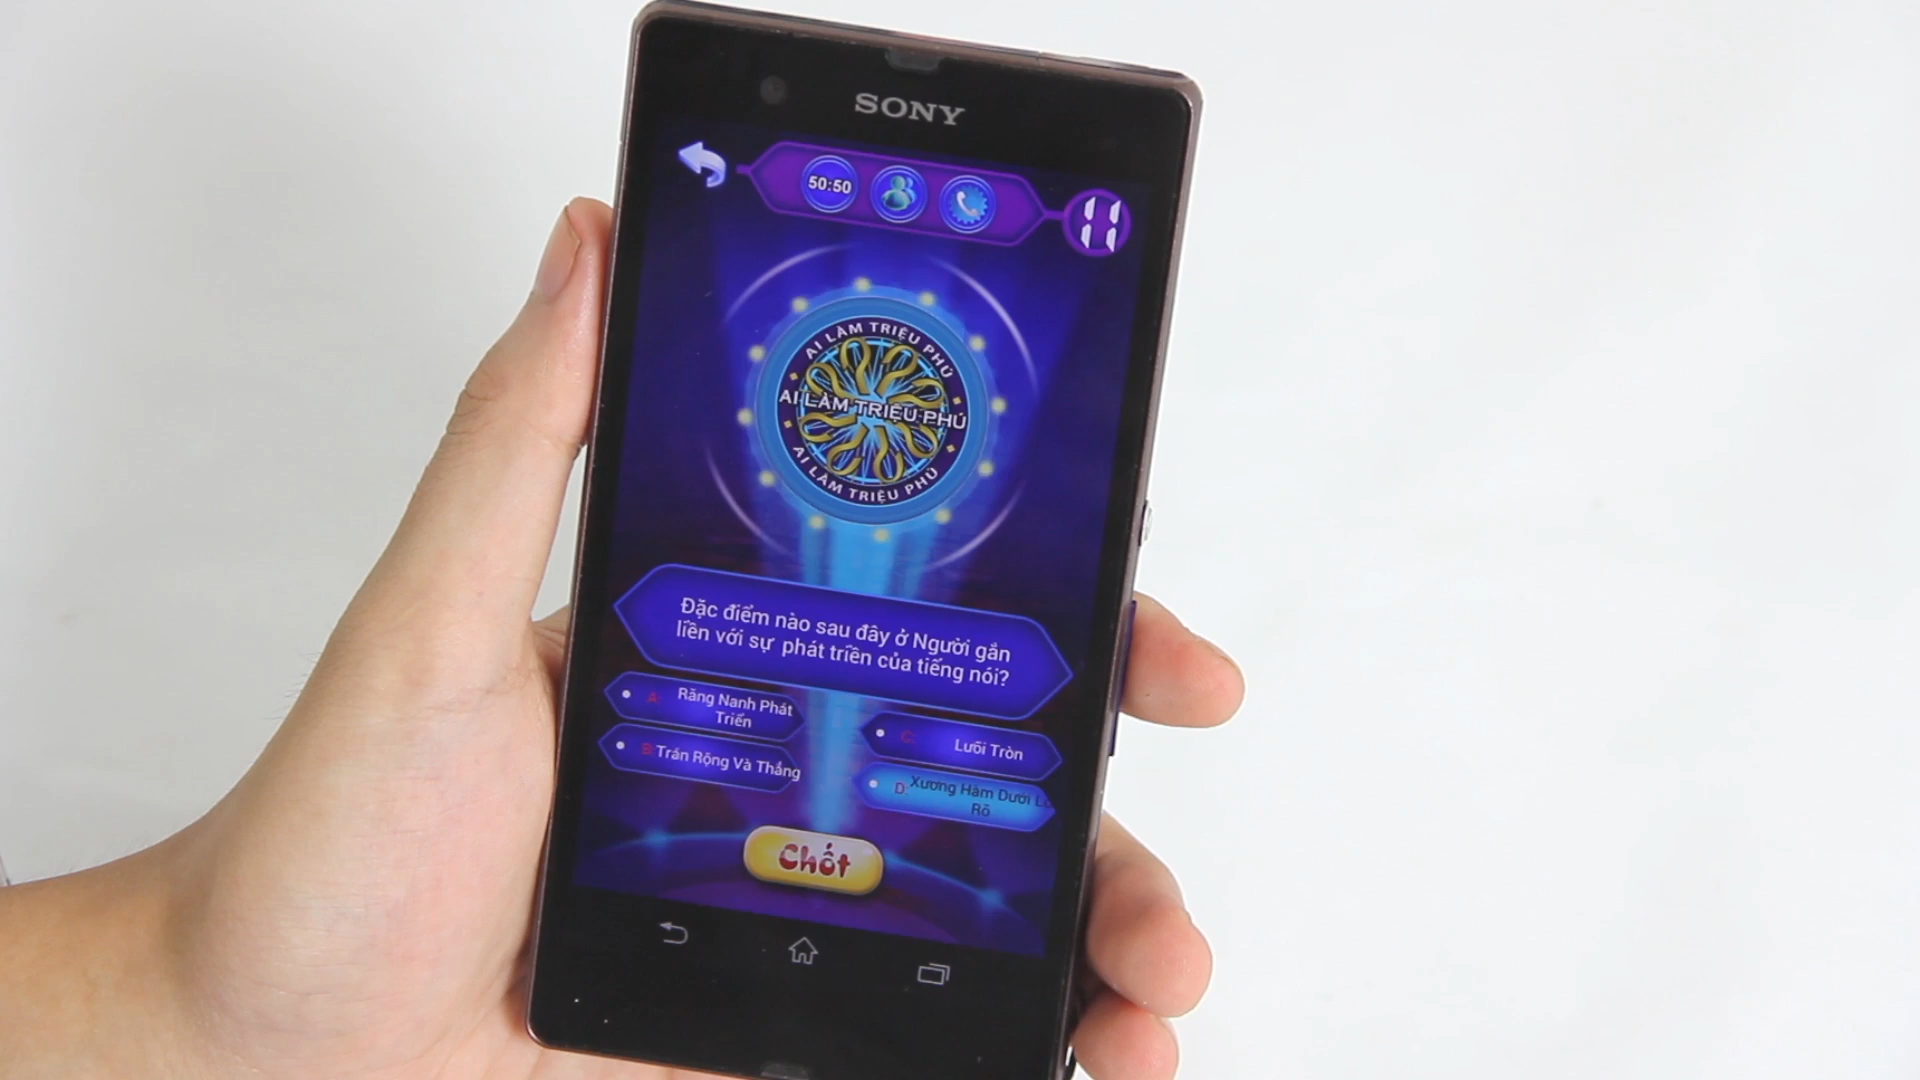 SONY
50:50
11
AI LÀM TRIỆU PHÚ
AI LÀM TRIỆU PHÚ
AI LÀM TRIỆU PHÚ
Đặc điểm nào sau đây ở Người gắn
liền với sự phát triển của tiếng nói?
A: Răng Nanh Phát
Triển
C: Lưỡi Tròn
B: Trán Rộng Và Thẳng
D: Xương Hàm Dưới
Rõ
Chốt